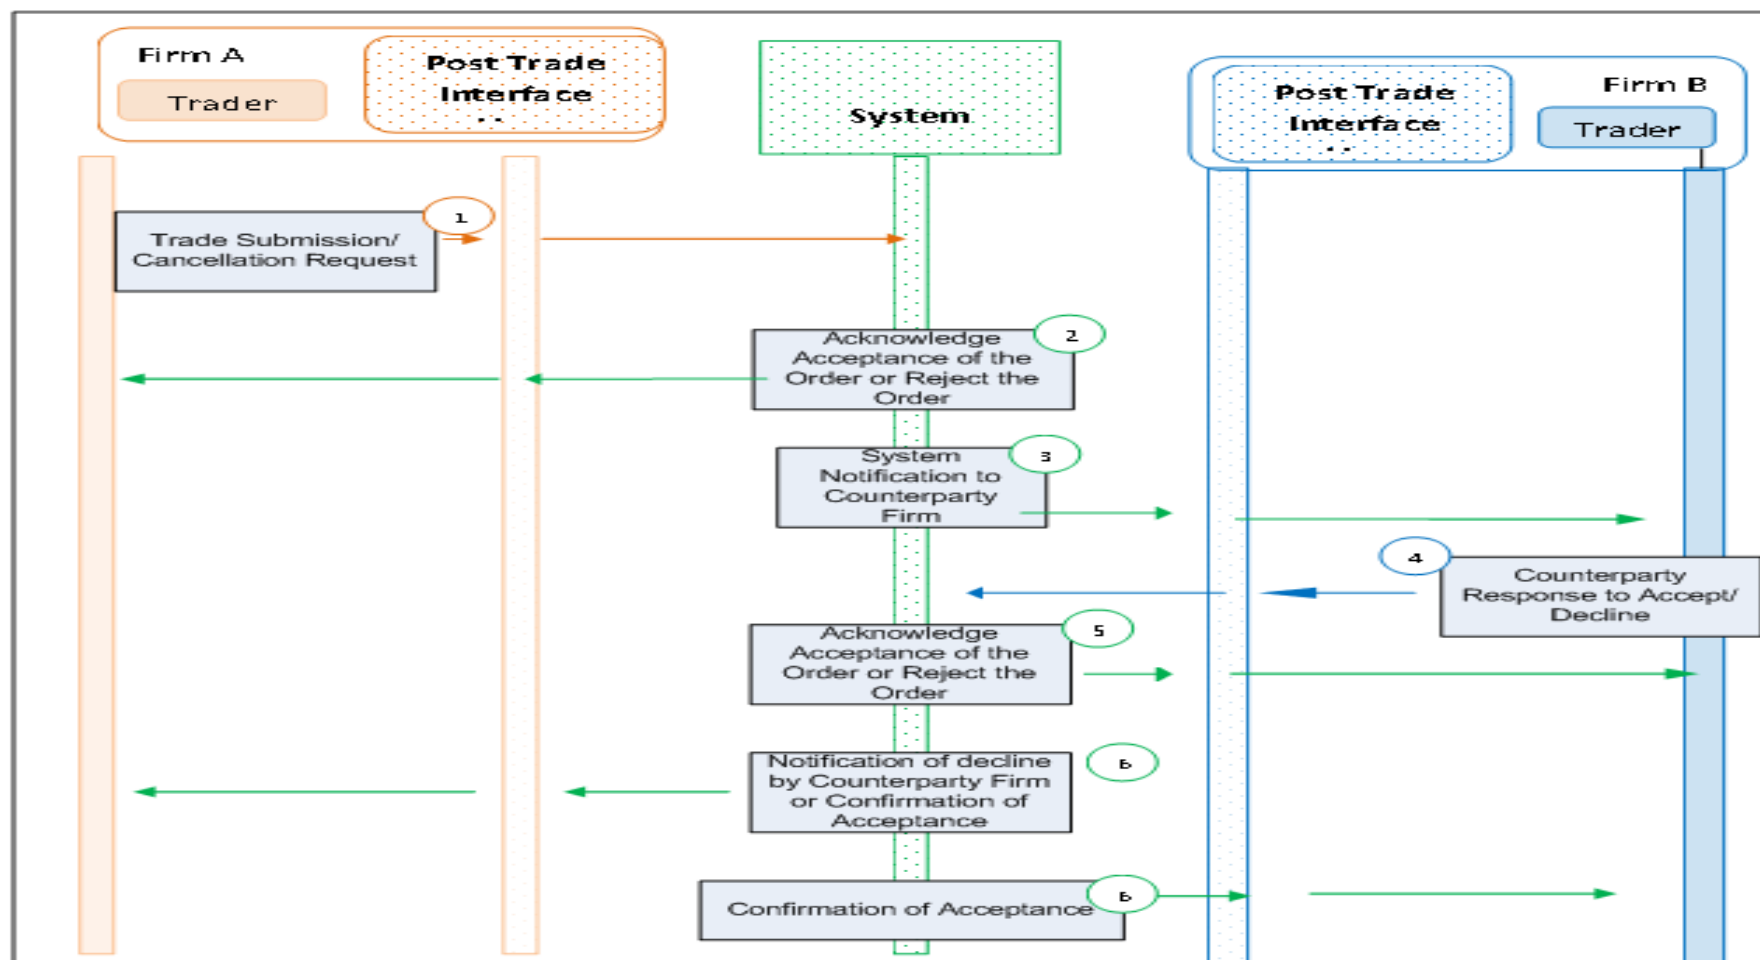 Firm A
Trader
Post Trade
Interface
System
Post Trade
Interface
Firm B
Trader
1
Trade Submission/
Cancellation Request
2
Acknowledge
Acceptance of the
Order or Reject the
Order
3
System
Notification to
Counterparty
Firm
4
Counterparty
Response to Accept/
Decline
5
Acknowledge
Acceptance of the
Order or Reject the
Order
6
Notification of decline
by Counterparty Firm
or Confirmation of
Acceptance
6
Confirmation of Acceptance